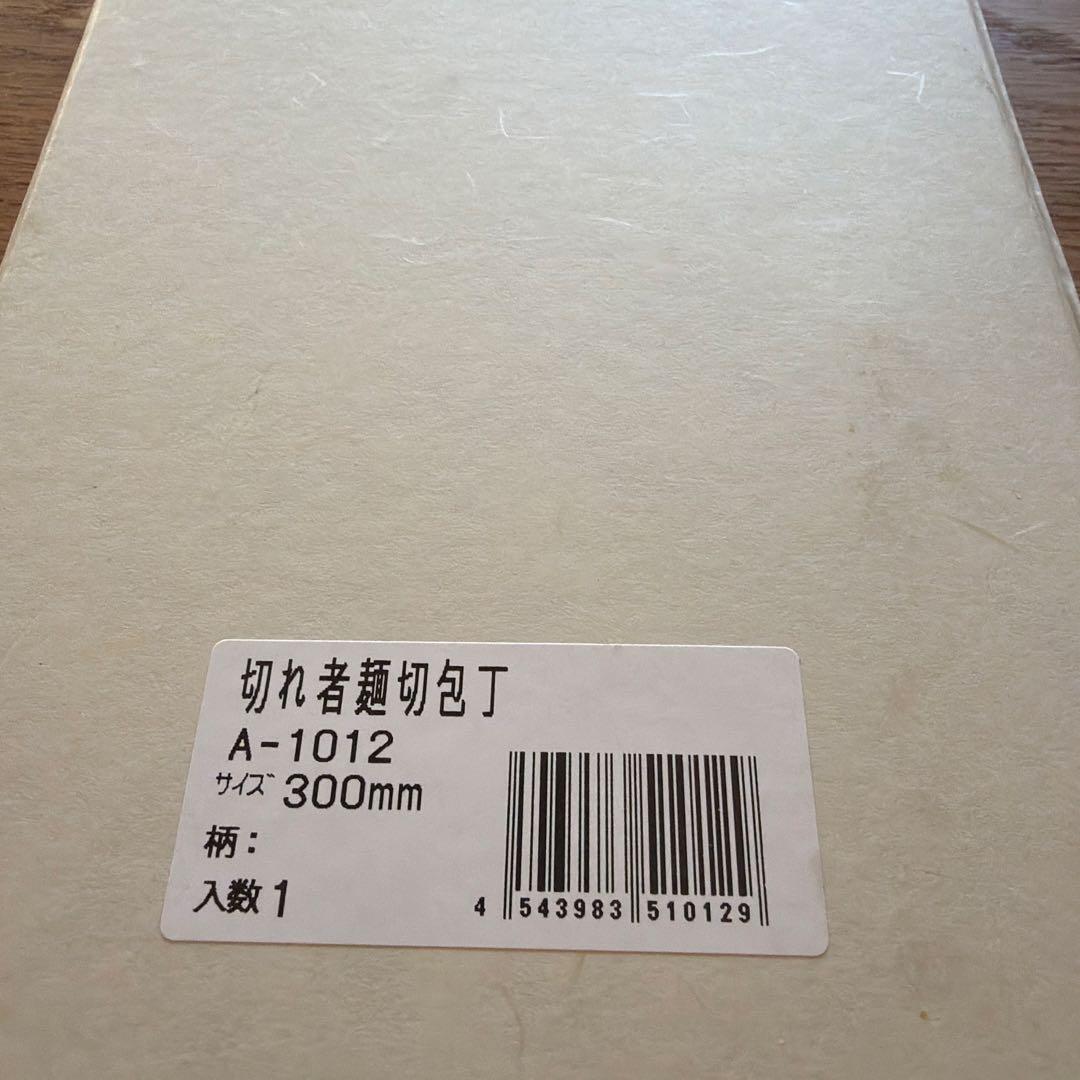 切れ者麺切包丁
A-1012
サイズ 300mm
柄:
入数 1
4 543983 510129